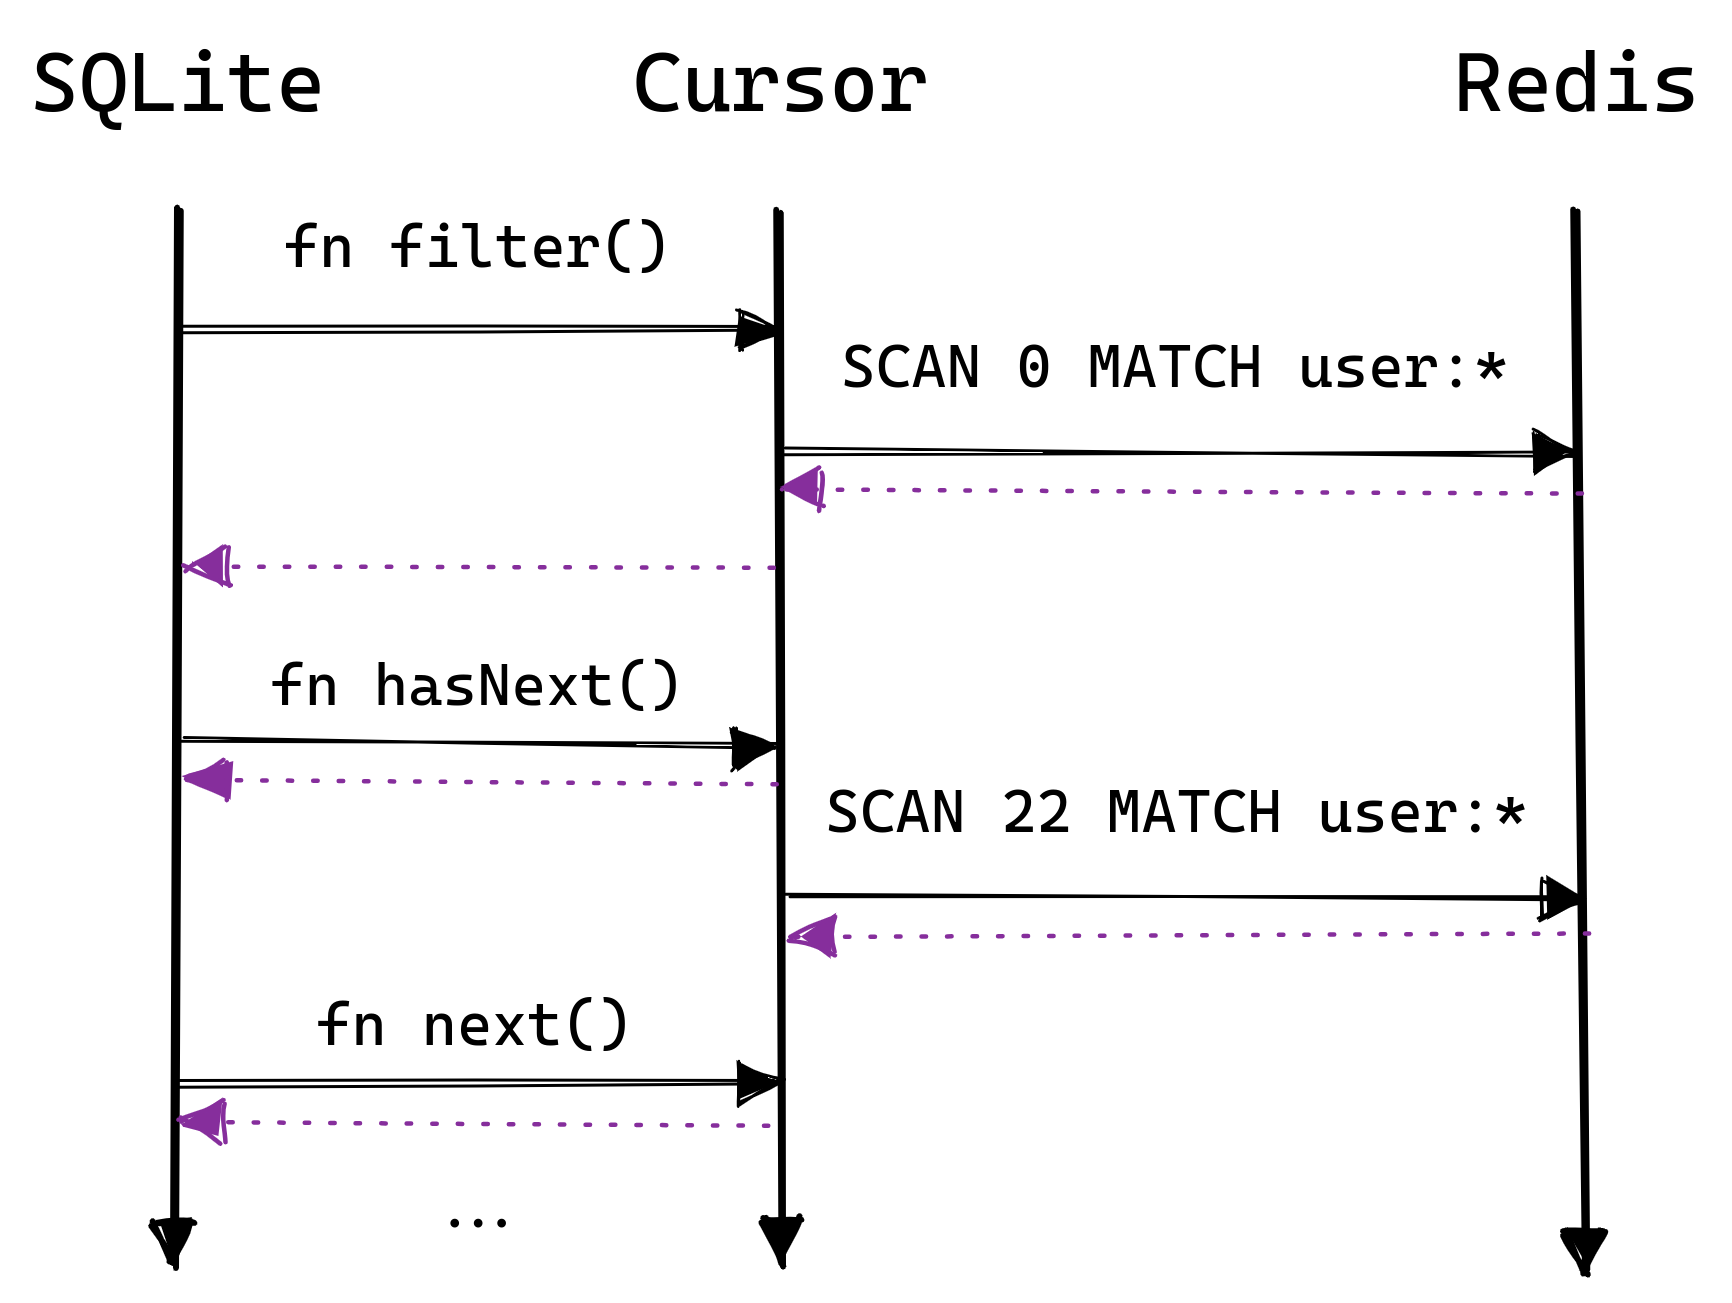 SQLite Cursor Redis
fn filter()
SCAN 0 MATCH user:*
fn hasNext()
SCAN 22 MATCH user:*
fn next()
...